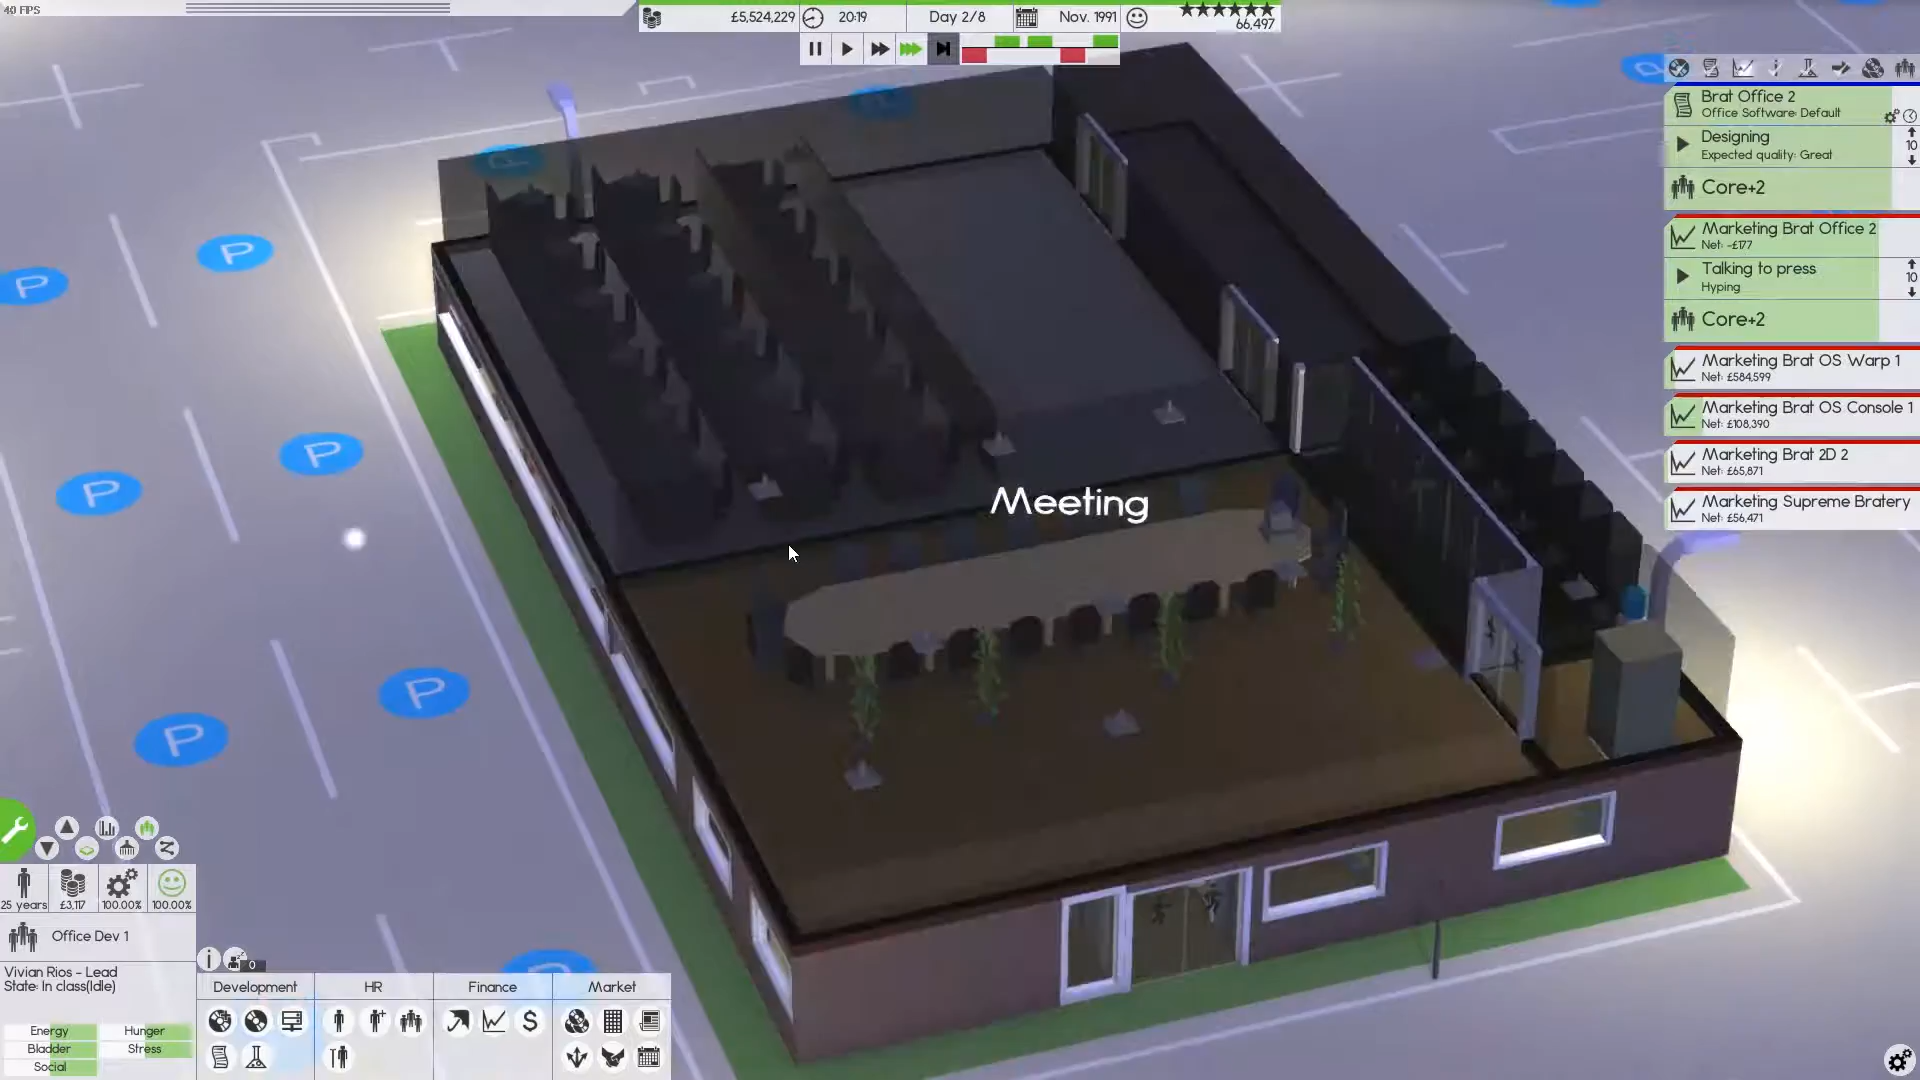 40 FPS
£5,524,229
20:19
Day 2/8
Nov. 1991
66,497
Brat Office 2
Office Software: Default
Designing
Expected quality: Great
10
Core+2
Marketing Brat Office 2
Net: -£177
Talking to press
Hyping
10
Core+2
Marketing Brat OS Warp 1
Net: £584,599
Marketing Brat OS Console 1
Net: £108,390
Marketing Brat 2D 2
Net: £65,871
Marketing Supreme Bratery
Net: £56,471
Meeting
P
P
P
P
P
P
25 years
£3,117
100.00%
100.00%
Office Dev 1
Vivian Rios - Lead
State: In class(Idle)
Energy
Hunger
Bladder
Stress
Social
0
Development
HR
Finance
Market